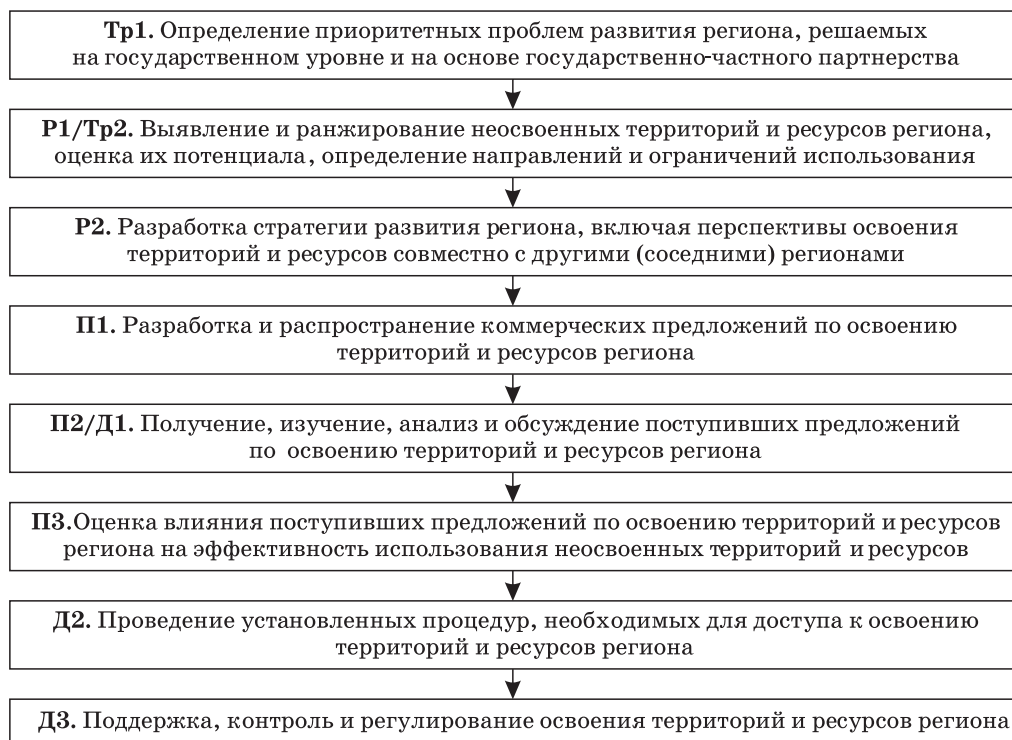 Тр1. Определение приоритетных проблем развития региона, решаемых
на государственном уровне и на основе государственно-частного партнерства
Р1/Тр2. Выявление и ранжирование неосвоенных территорий и ресурсов региона,
оценка их потенциала, определение направлений и ограничений использования
Р2. Разработка стратегии развития региона, включая перспективы освоения
территорий и ресурсов совместно с другими (соседними) регионами
П1. Разработка и распространение коммерческих предложений по освоению
территорий и ресурсов региона
П2/Д1. Получение, изучение, анализ и обсуждение поступивших предложений
по освоению территорий и ресурсов региона
П3.Оценка влияния поступивших предложений по освоению территорий и ресурсов
региона на эффективность использования неосвоенных территорий и ресурсов
Д2. Проведение установленных процедур, необходимых для доступа к освоению
территорий и ресурсов региона
Д3. Поддержка, контроль и регулирование освоения территорий и ресурсов региона